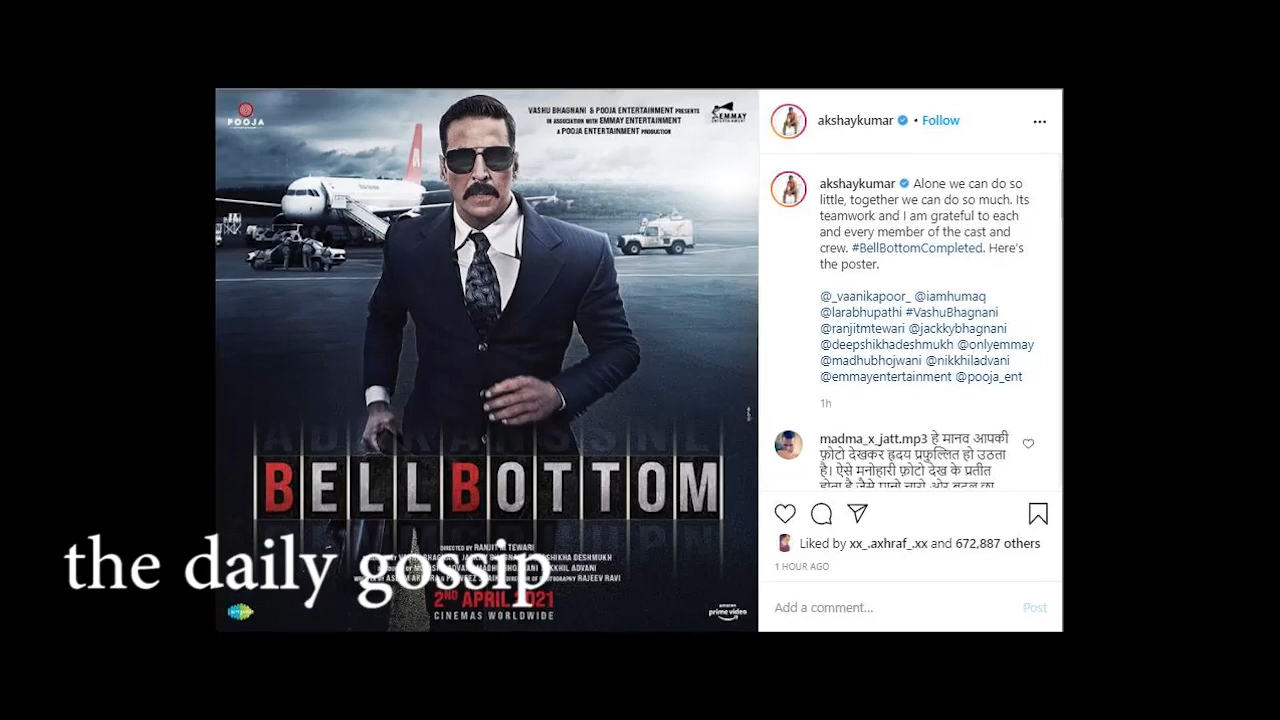 POOJA
VASHU BHAGNANI & POOJA ENTERTAINMENT PRESENTS
IN ASSOCIATION WITH EMMAY ENTERTAINMENT
A POOJA ENTERTAINMENT PRODUCTION
EMMAY
BELLBOTTOM
DIRECTED BY RANJIT M TEWARI
RAJEEV RAVI
2ND APRIL 2021
CINEMAS WORLDWIDE
amazon
prime video
the daily gossip
akshaykumar • Follow
akshaykumar Alone we can do so
little, together we can do so much. Its
teamwork and I am grateful to each
and every member of the cast and
crew. #BellBottomCompleted. Here's
the poster.
@_vaanikapoor_ @iamhumaq
@larabhupathi #VashuBhagnani
@ranjitmtewari @jackkybhagnani
@deepshikhadeshmukh @onlyemmay
@madhubhojwani @nikkhiladvani
@emmayentertainment @pooja_ent
1h
madma_x_jatt.mp3 हे मानव आपकी
फ़ोटो देखकर ह्रदय प्रफुल्लित हो उठता
है। ऐसे मनोहारी फ़ोटो देख के प्रतीत
Liked by xx_.axhraf_.xx and 672,887 others
1 HOUR AGO
Add a comment...
Post